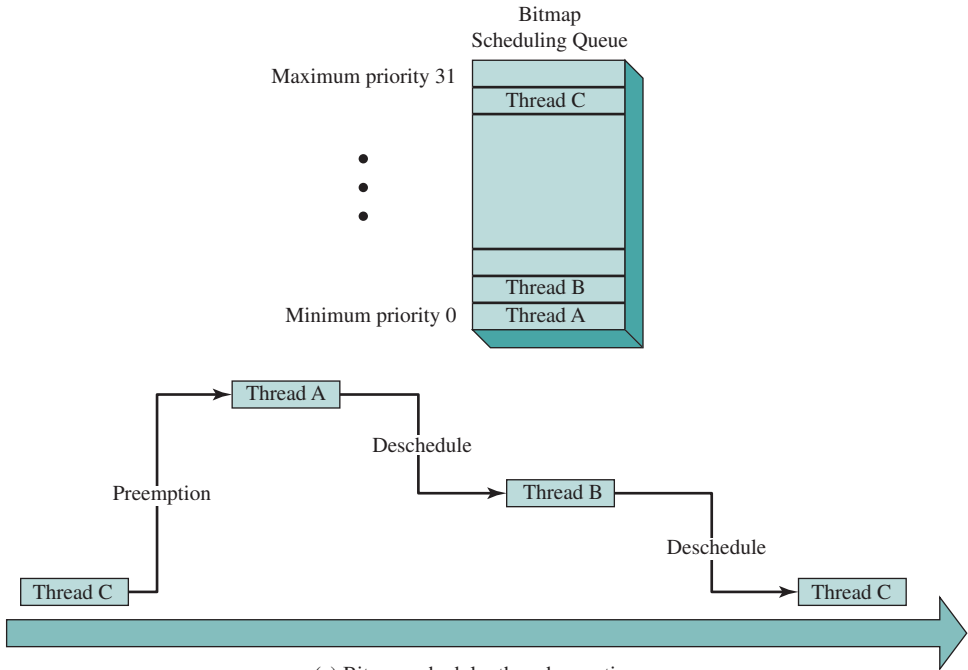 Bitmap
Scheduling Queue
Maximum priority 31
Thread C
Thread B
Minimum priority 0
Thread A
Thread A
Deschedule
Preemption
Thread B
Deschedule
Thread C
Thread C